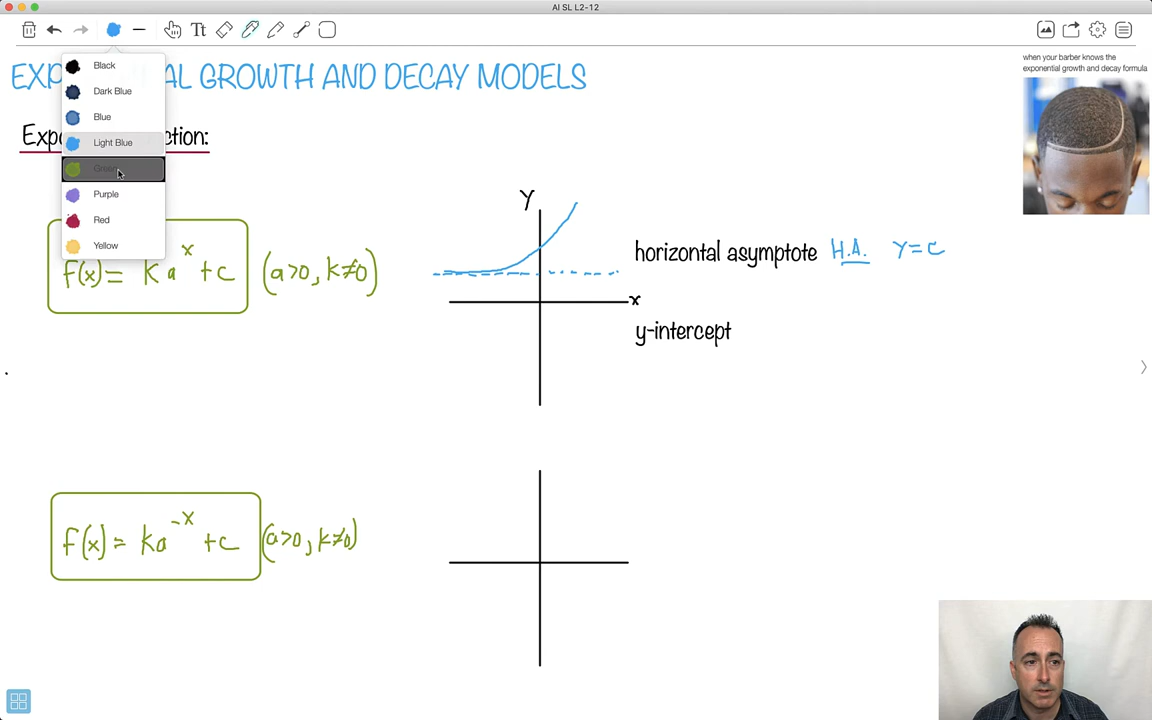 AI SL L2-12
Tt
when your barber knows the
exponential growth and decay formula
Black
Dark Blue
Blue
Light Blue
Green
Purple
Red
Yellow
EXP AL GROWTH AND DECAY MODELS
Expo ction:
f(x) = k a^x + c (a>0, k≠0)
Y
x
horizontal asymptote H.A. Y=C
y-intercept
f(x) = ka^-x + c (a>0, k≠0)